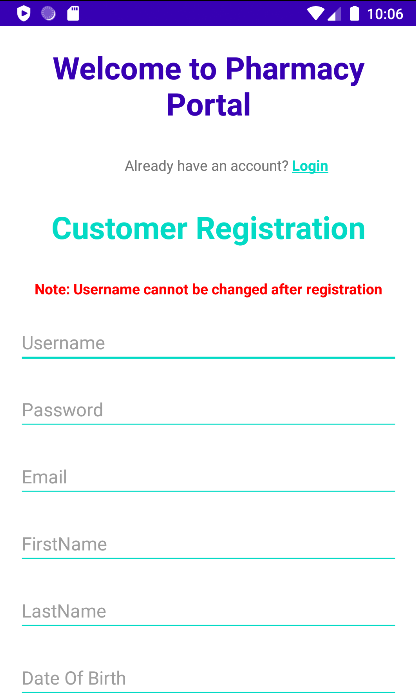 10:06
Welcome to Pharmacy
Portal
Already have an account? Login
Customer Registration
Note: Username cannot be changed after registration
Username
Password
Email
FirstName
LastName
Date Of Birth